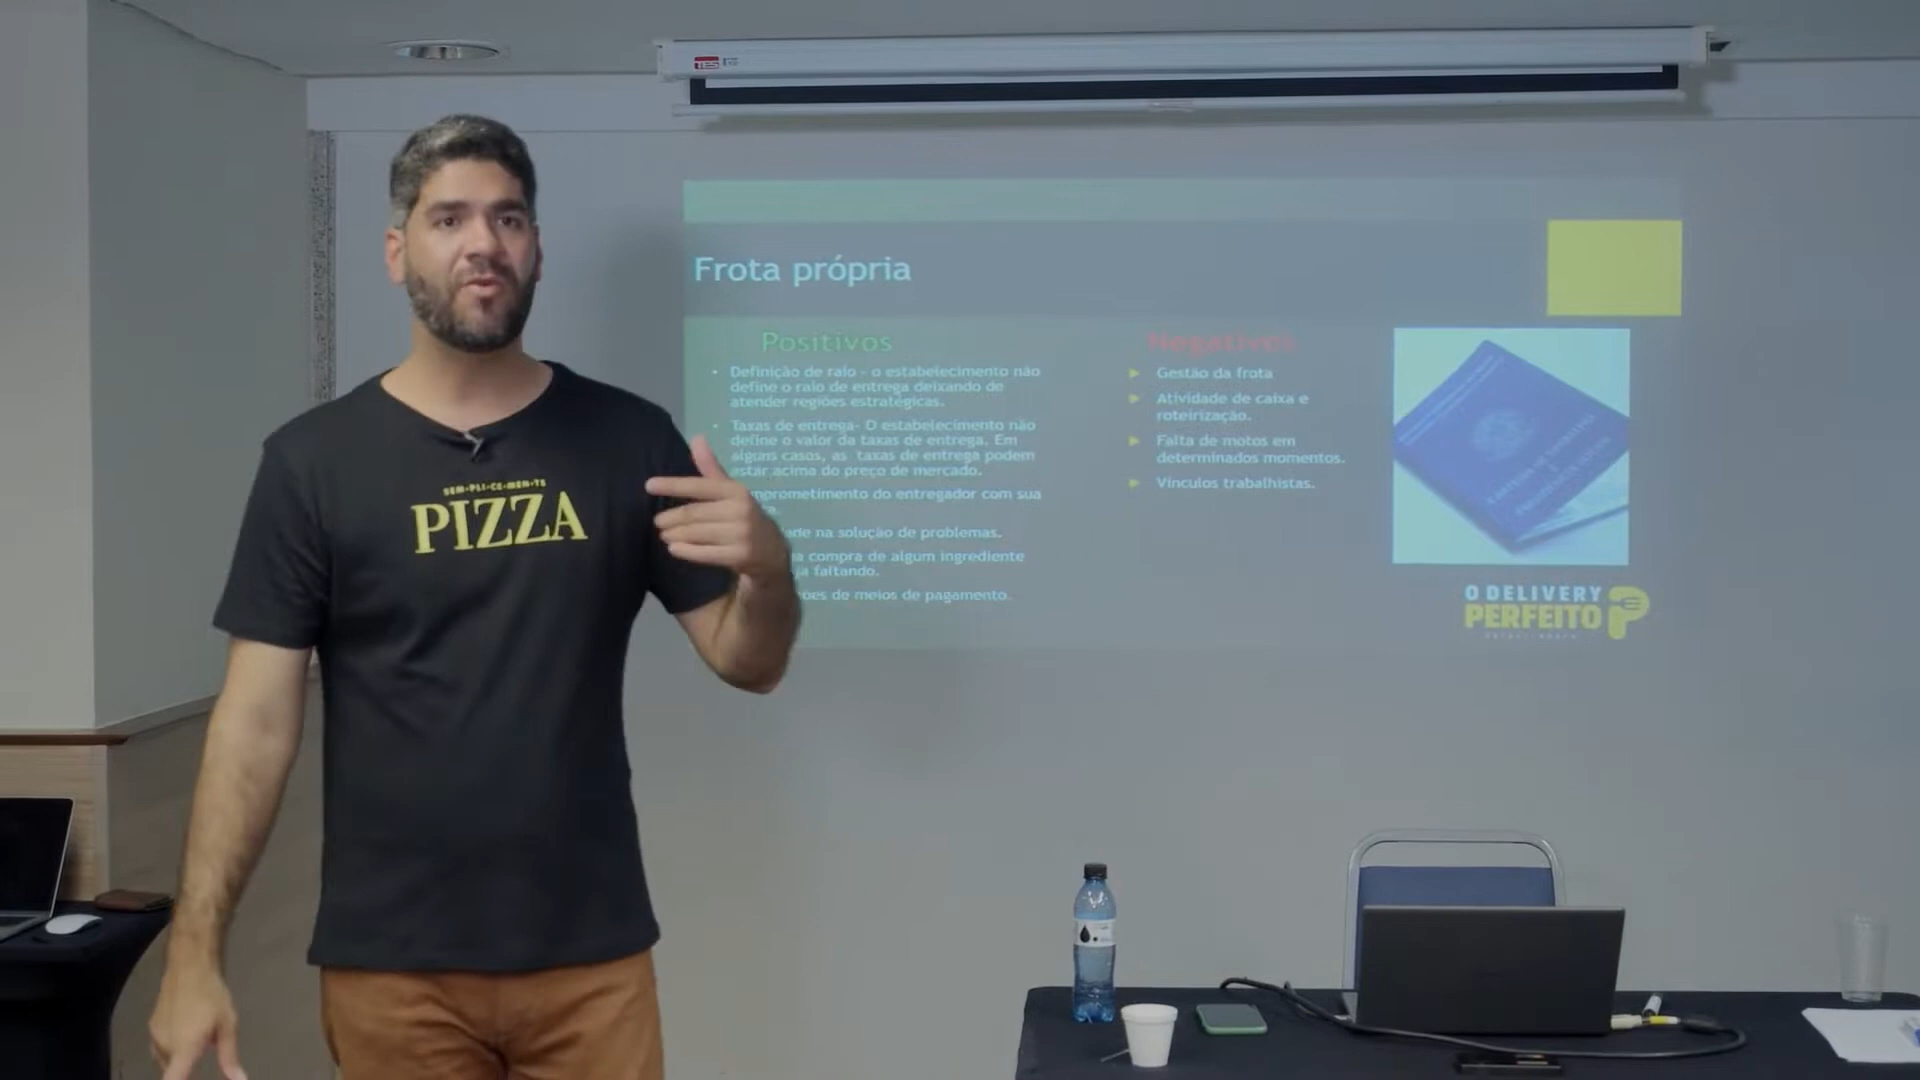 TES
Frota própria
Positivos
Definição de raio - o estabelecimento não
define o raio de entrega deixando de
atender regiões estratégicas.
Taxas de entrega- O estabelecimento não
define o valor da taxas de entrega. Em
alguns casos, as taxas de entrega podem
estar acima do preço de mercado.
do entregador com sua
na solução de problemas.
compra de algum ingrediente
faltando.
de meios de pagamento.
Negativos
Gestão da frota
Atividade de caixa e
roteirização.
Falta de motos em
determinados momentos.
Vínculos trabalhistas.
O DELIVERY
PERFEITO
SEM•PLI•CE•MEN•TE
PIZZA